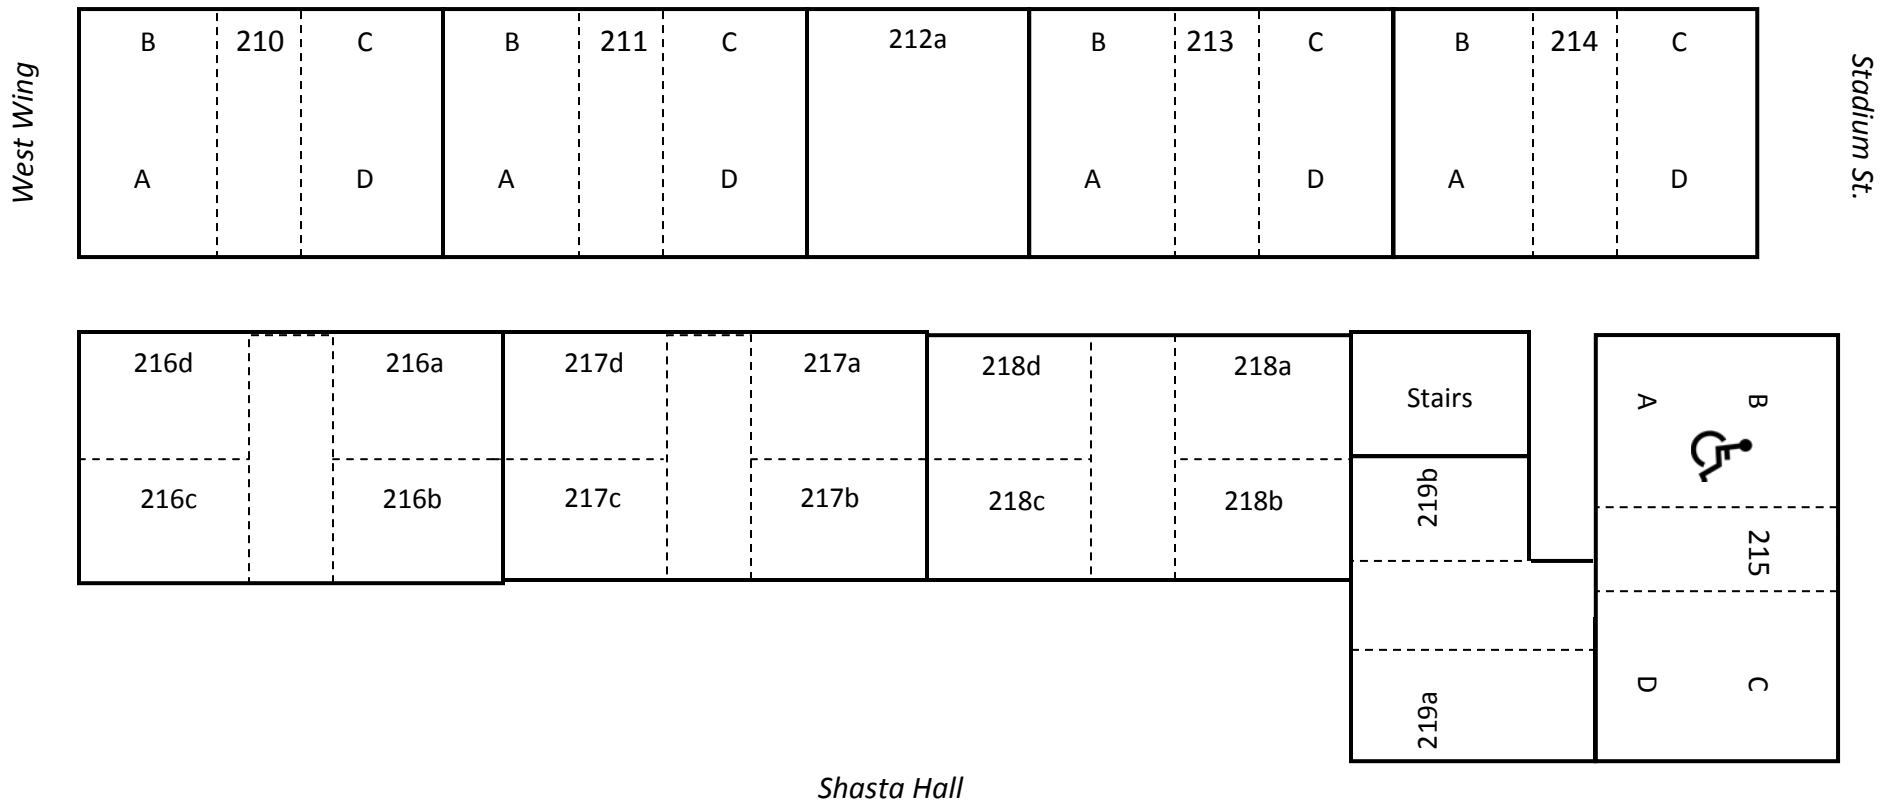 West Wing
B 210 C
B 211 C
212a
B 213 C
B 214 C
Stadium St.
A D
A D
A D
A D
216d 216a
217d 217a
218d 218a
Stairs
A B
216c 216b
217c 217b
218c 218b
219b
215
D C
219a
Shasta Hall